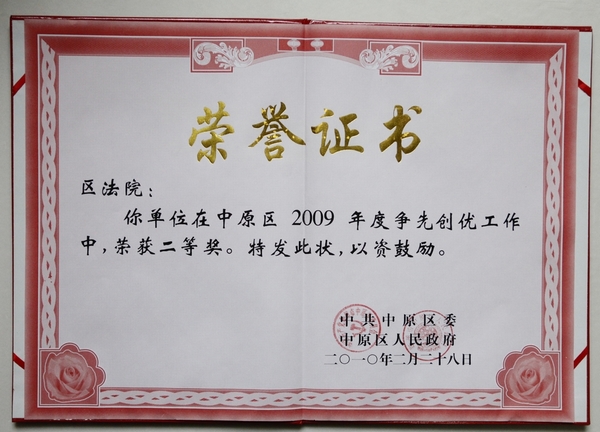 荣誉证书
区法院：
你单位在中原区 2009 年度争先创优工作
中，荣获二等奖。特发此状，以资鼓励。
中共中原区委
中原区人民政府
二〇一〇年二月二十八日